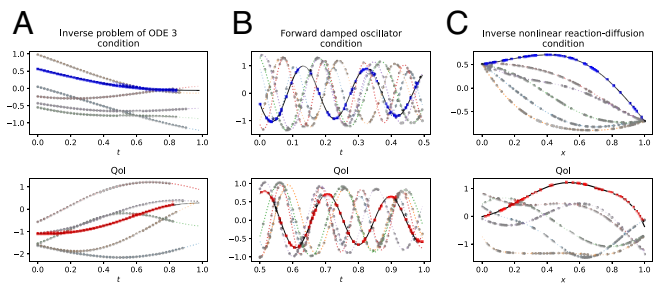 A
Inverse problem of ODE 3
condition
1.0
0.5
0.0
−0.5
−1.0
0.0 0.2 0.4 0.6 0.8 1.0
t
QoI
1
0
−1
−2
0.0 0.2 0.4 0.6 0.8 1.0
t
B
Forward damped oscillator
condition
1
0
−1
0.0 0.1 0.2 0.3 0.4 0.5
t
QoI
1.0
0.5
0.0
−0.5
−1.0
0.5 0.6 0.7 0.8 0.9 1.0
t
C
Inverse nonlinear reaction-diffusion
condition
0.5
0.0
−0.5
0.0 0.2 0.4 0.6 0.8 1.0
x
QoI
1
0
−1
0.0 0.2 0.4 0.6 0.8 1.0
x